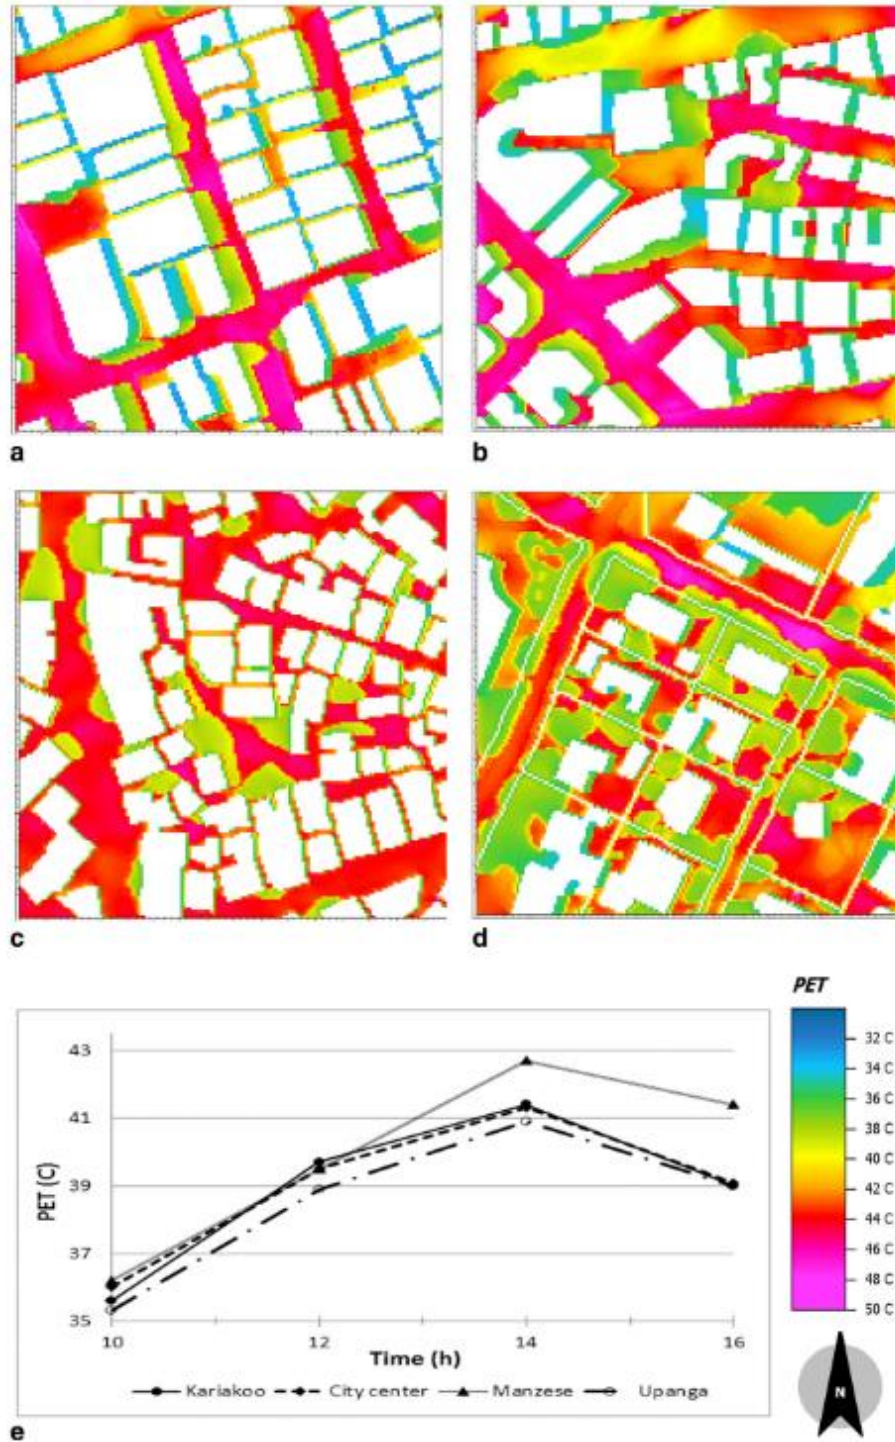 a
b
c
d
PET
32 C
34 C
36 C
38 C
40 C
42 C
44 C
46 C
48 C
50 C
43
41
39
37
35
PET (C)
10
12
14
16
Time (h)
Kariakoo
City center
Manzese
Upanga
N
e